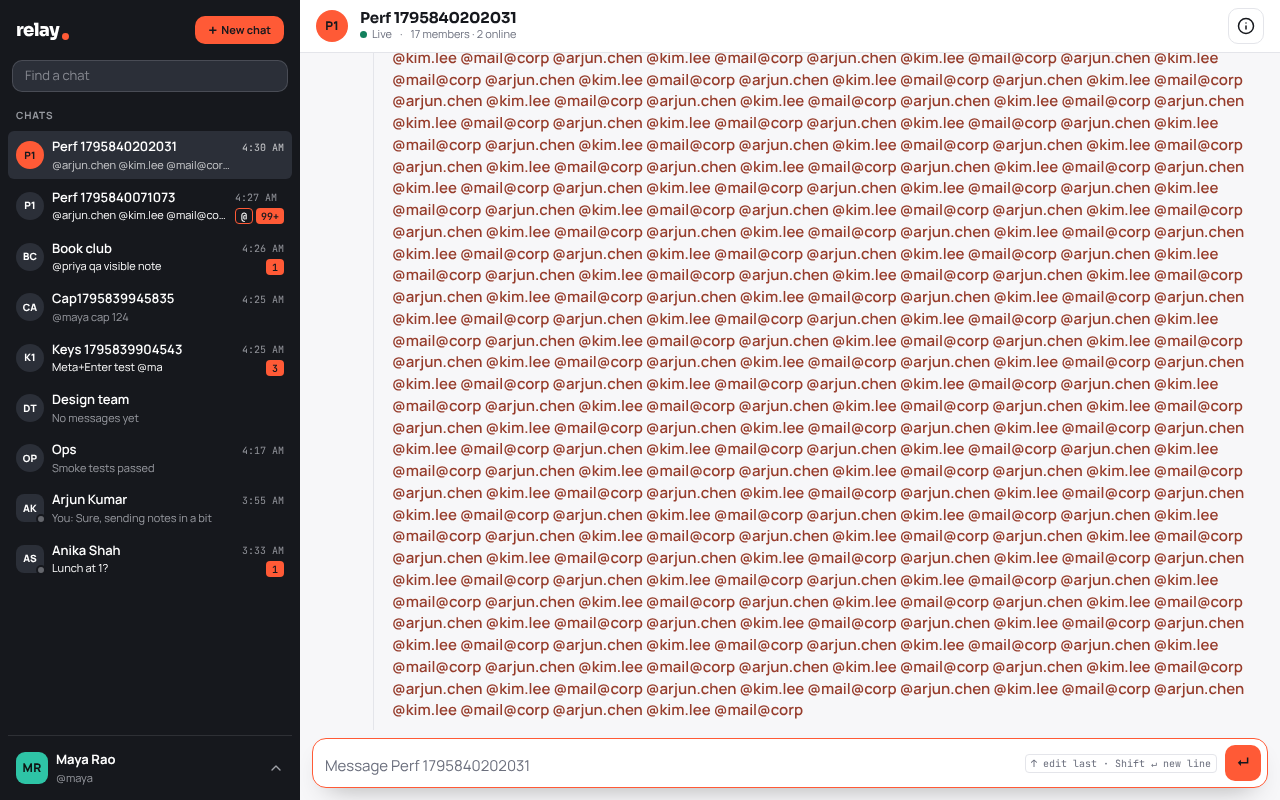 relay.
+ New chat
Find a chat
CHATS
P1 Perf 1795840202031 4:30 AM
@arjun.chen @kim.lee @mail@cor...
P1 Perf 1795840071073 4:27 AM
@arjun.chen @kim.lee @mail@co... @ 99+
BC Book club 4:26 AM
@priya qa visible note 1
CA Cap1795839945835 4:25 AM
@maya cap 124
K1 Keys 1795839904543 4:25 AM
Meta+Enter test @ma 3
DT Design team
No messages yet
OP Ops 4:17 AM
Smoke tests passed
AK Arjun Kumar 3:55 AM
You: Sure, sending notes in a bit
AS Anika Shah 3:33 AM
Lunch at 1? 1
MR Maya Rao
@maya
P1 Perf 1795840202031
Live · 17 members · 2 online
@kim.lee @mail@corp @arjun.chen @kim.lee @mail@corp @arjun.chen @kim.lee @mail@corp @arjun.chen @kim.lee
@mail@corp @arjun.chen @kim.lee @mail@corp @arjun.chen @kim.lee @mail@corp @arjun.chen @kim.lee @mail@corp
@arjun.chen @kim.lee @mail@corp @arjun.chen @kim.lee @mail@corp @arjun.chen @kim.lee @mail@corp @arjun.chen
@kim.lee @mail@corp @arjun.chen @kim.lee @mail@corp @arjun.chen @kim.lee @mail@corp @arjun.chen @kim.lee
@mail@corp @arjun.chen @kim.lee @mail@corp @arjun.chen @kim.lee @mail@corp @arjun.chen @kim.lee @mail@corp
@arjun.chen @kim.lee @mail@corp @arjun.chen @kim.lee @mail@corp @arjun.chen @kim.lee @mail@corp @arjun.chen
@kim.lee @mail@corp @arjun.chen @kim.lee @mail@corp @arjun.chen @kim.lee @mail@corp @arjun.chen @kim.lee
@mail@corp @arjun.chen @kim.lee @mail@corp @arjun.chen @kim.lee @mail@corp @arjun.chen @kim.lee @mail@corp
@arjun.chen @kim.lee @mail@corp @arjun.chen @kim.lee @mail@corp @arjun.chen @kim.lee @mail@corp @arjun.chen
@kim.lee @mail@corp @arjun.chen @kim.lee @mail@corp @arjun.chen @kim.lee @mail@corp @arjun.chen @kim.lee
@mail@corp @arjun.chen @kim.lee @mail@corp @arjun.chen @kim.lee @mail@corp @arjun.chen @kim.lee @mail@corp
@arjun.chen @kim.lee @mail@corp @arjun.chen @kim.lee @mail@corp @arjun.chen @kim.lee @mail@corp @arjun.chen
@kim.lee @mail@corp @arjun.chen @kim.lee @mail@corp @arjun.chen @kim.lee @mail@corp @arjun.chen @kim.lee
@mail@corp @arjun.chen @kim.lee @mail@corp @arjun.chen @kim.lee @mail@corp @arjun.chen @kim.lee @mail@corp
@arjun.chen @kim.lee @mail@corp @arjun.chen @kim.lee @mail@corp @arjun.chen @kim.lee @mail@corp @arjun.chen
@kim.lee @mail@corp @arjun.chen @kim.lee @mail@corp @arjun.chen @kim.lee @mail@corp @arjun.chen @kim.lee
@mail@corp @arjun.chen @kim.lee @mail@corp @arjun.chen @kim.lee @mail@corp @arjun.chen @kim.lee @mail@corp
@arjun.chen @kim.lee @mail@corp @arjun.chen @kim.lee @mail@corp @arjun.chen @kim.lee @mail@corp @arjun.chen
@kim.lee @mail@corp @arjun.chen @kim.lee @mail@corp @arjun.chen @kim.lee @mail@corp @arjun.chen @kim.lee
@mail@corp @arjun.chen @kim.lee @mail@corp @arjun.chen @kim.lee @mail@corp @arjun.chen @kim.lee @mail@corp
@arjun.chen @kim.lee @mail@corp @arjun.chen @kim.lee @mail@corp @arjun.chen @kim.lee @mail@corp @arjun.chen
@kim.lee @mail@corp @arjun.chen @kim.lee @mail@corp @arjun.chen @kim.lee @mail@corp @arjun.chen @kim.lee
@mail@corp @arjun.chen @kim.lee @mail@corp @arjun.chen @kim.lee @mail@corp @arjun.chen @kim.lee @mail@corp
@arjun.chen @kim.lee @mail@corp @arjun.chen @kim.lee @mail@corp @arjun.chen @kim.lee @mail@corp @arjun.chen
@kim.lee @mail@corp @arjun.chen @kim.lee @mail@corp @arjun.chen @kim.lee @mail@corp @arjun.chen @kim.lee
@mail@corp @arjun.chen @kim.lee @mail@corp @arjun.chen @kim.lee @mail@corp @arjun.chen @kim.lee @mail@corp
@arjun.chen @kim.lee @mail@corp @arjun.chen @kim.lee @mail@corp @arjun.chen @kim.lee @mail@corp @arjun.chen
@kim.lee @mail@corp @arjun.chen @kim.lee @mail@corp @arjun.chen @kim.lee @mail@corp @arjun.chen @kim.lee
@mail@corp @arjun.chen @kim.lee @mail@corp @arjun.chen @kim.lee @mail@corp @arjun.chen @kim.lee @mail@corp
@arjun.chen @kim.lee @mail@corp @arjun.chen @kim.lee @mail@corp @arjun.chen @kim.lee @mail@corp @arjun.chen
@kim.lee @mail@corp @arjun.chen @kim.lee @mail@corp
Message Perf 1795840202031
↑ edit last · Shift ↵ new line